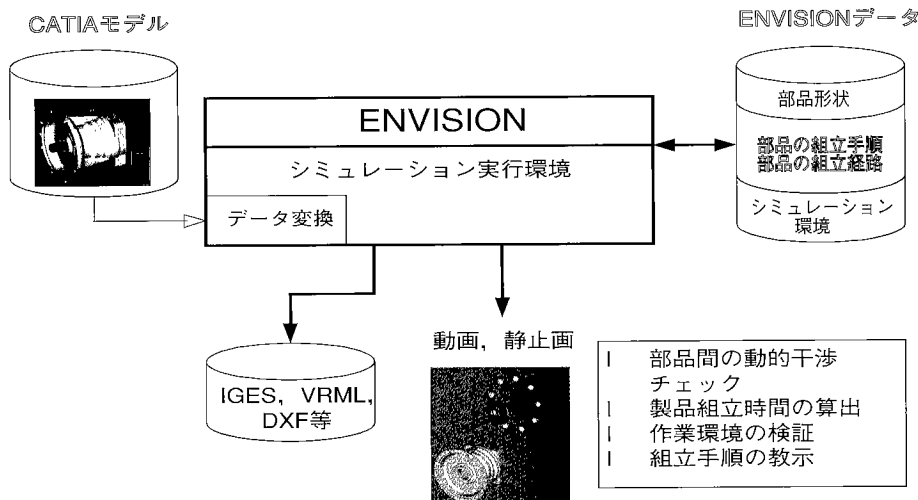 CATIAモデル
ENVISIONデータ
ENVISION
シミュレーション実行環境
データ変換
部品形状
部品の組立手順
部品の組立経路
シミュレーション
環境
IGES, VRML,
DXF等
動画，静止画
l 部品間の動的干渉
チェック
l 製品組立時間の算出
l 作業環境の検証
l 組立手順の教示